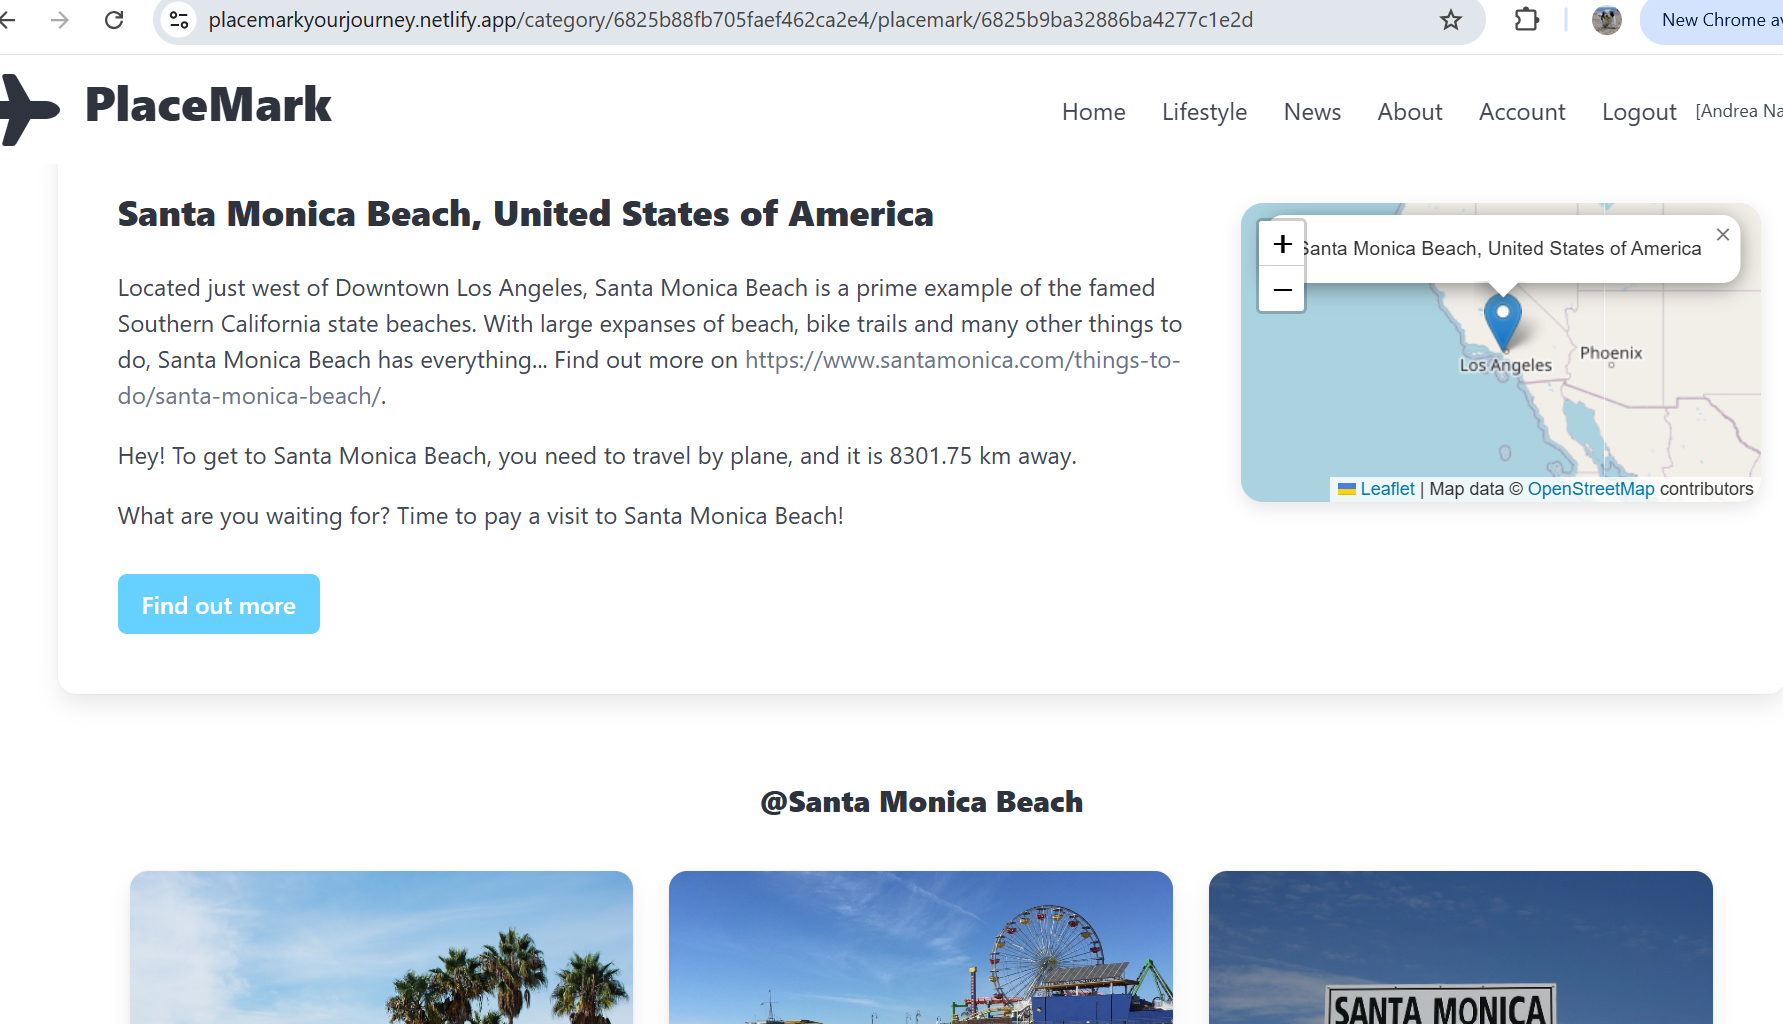 placemarkyourjourney.netlify.app/category/6825b88fb705faef462ca2e4/placemark/6825b9ba32886ba4277c1e2d
New Chrome av
PlaceMark
Home Lifestyle News About Account Logout [Andrea Na
Santa Monica Beach, United States of America
Located just west of Downtown Los Angeles, Santa Monica Beach is a prime example of the famed
Southern California state beaches. With large expanses of beach, bike trails and many other things to
do, Santa Monica Beach has everything... Find out more on https://www.santamonica.com/things-to-
do/santa-monica-beach/.
Hey! To get to Santa Monica Beach, you need to travel by plane, and it is 8301.75 km away.
What are you waiting for? Time to pay a visit to Santa Monica Beach!
Find out more
+
−
Santa Monica Beach, United States of America ×
Phoenix
Los Angeles
Leaflet | Map data © OpenStreetMap contributors
@Santa Monica Beach
SANTA MONICA